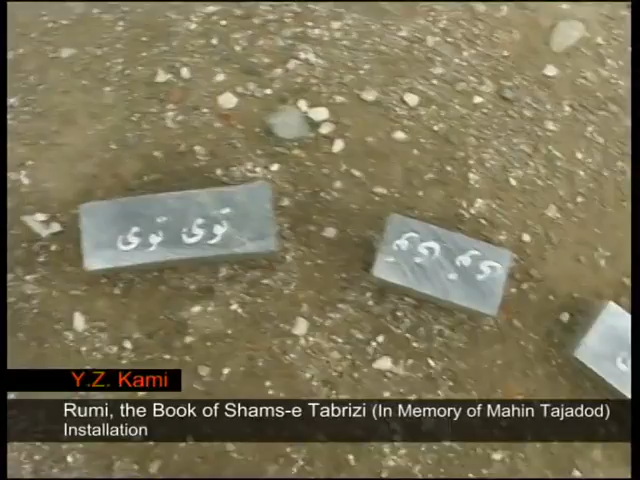 توی توی
Y.Z. Kami
Rumi, the Book of Shams-e Tabrizi (In Memory of Mahin Tajadod)
Installation